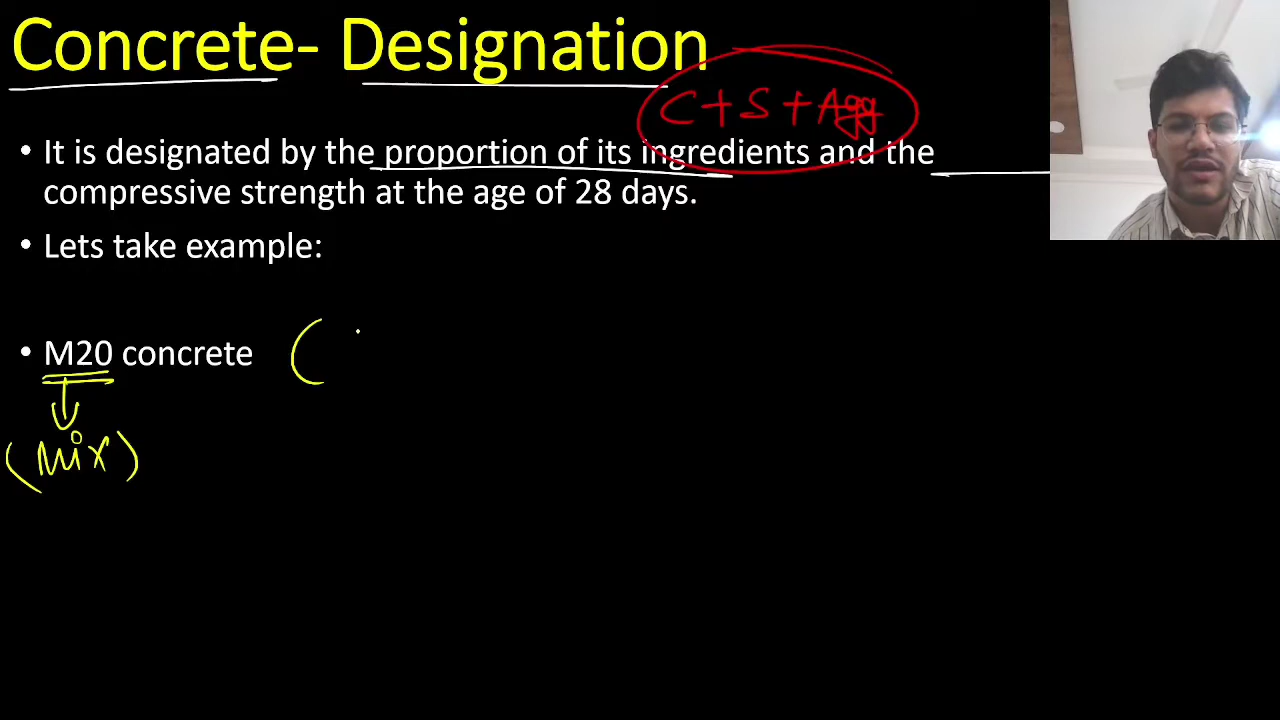 Concrete- Designation
C + S + Agg
• It is designated by the proportion of its ingredients and the
compressive strength at the age of 28 days.
• Lets take example:
• M20 concrete (
(Mix)